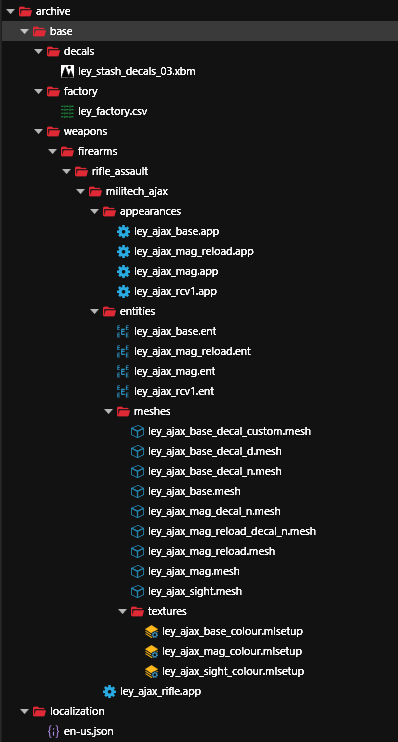 archive
base
decals
ley_stash_decals_03.xbm
factory
ley_factory.csv
weapons
firearms
rifle_assault
militech_ajax
appearances
ley_ajax_base.app
ley_ajax_mag_reload.app
ley_ajax_mag.app
ley_ajax_rcv1.app
entities
ley_ajax_base.ent
ley_ajax_mag_reload.ent
ley_ajax_mag.ent
ley_ajax_rcv1.ent
meshes
ley_ajax_base_decal_custom.mesh
ley_ajax_base_decal_d.mesh
ley_ajax_base_decal_n.mesh
ley_ajax_base.mesh
ley_ajax_mag_decal_n.mesh
ley_ajax_mag_reload_decal_n.mesh
ley_ajax_mag_reload.mesh
ley_ajax_mag.mesh
ley_ajax_sight.mesh
textures
ley_ajax_base_colour.mlsetup
ley_ajax_mag_colour.mlsetup
ley_ajax_sight_colour.mlsetup
ley_ajax_rifle.app
localization
en-us.json